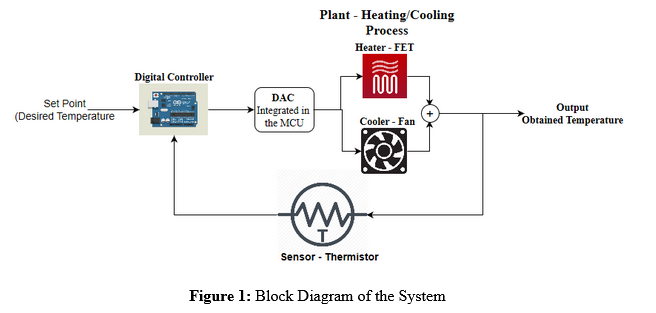 Plant - Heating/Cooling
Process
Heater - FET
Digital Controller
Set Point
(Desired Temperature
DAC
Integrated in
the MCU
Cooler - Fan
+
Output
Obtained Temperature
T
Sensor - Thermistor
Figure 1: Block Diagram of the System